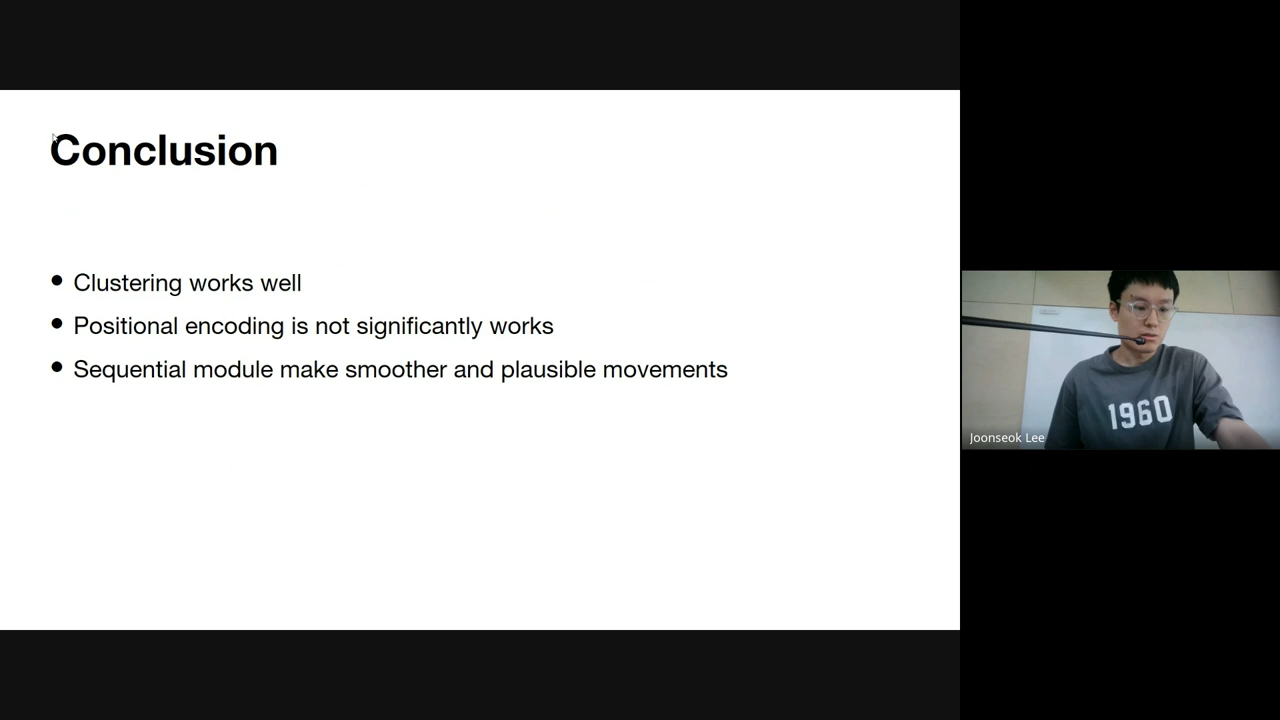 Conclusion
Clustering works well
Positional encoding is not significantly works
Sequential module make smoother and plausible movements
1960
Joonseok Lee